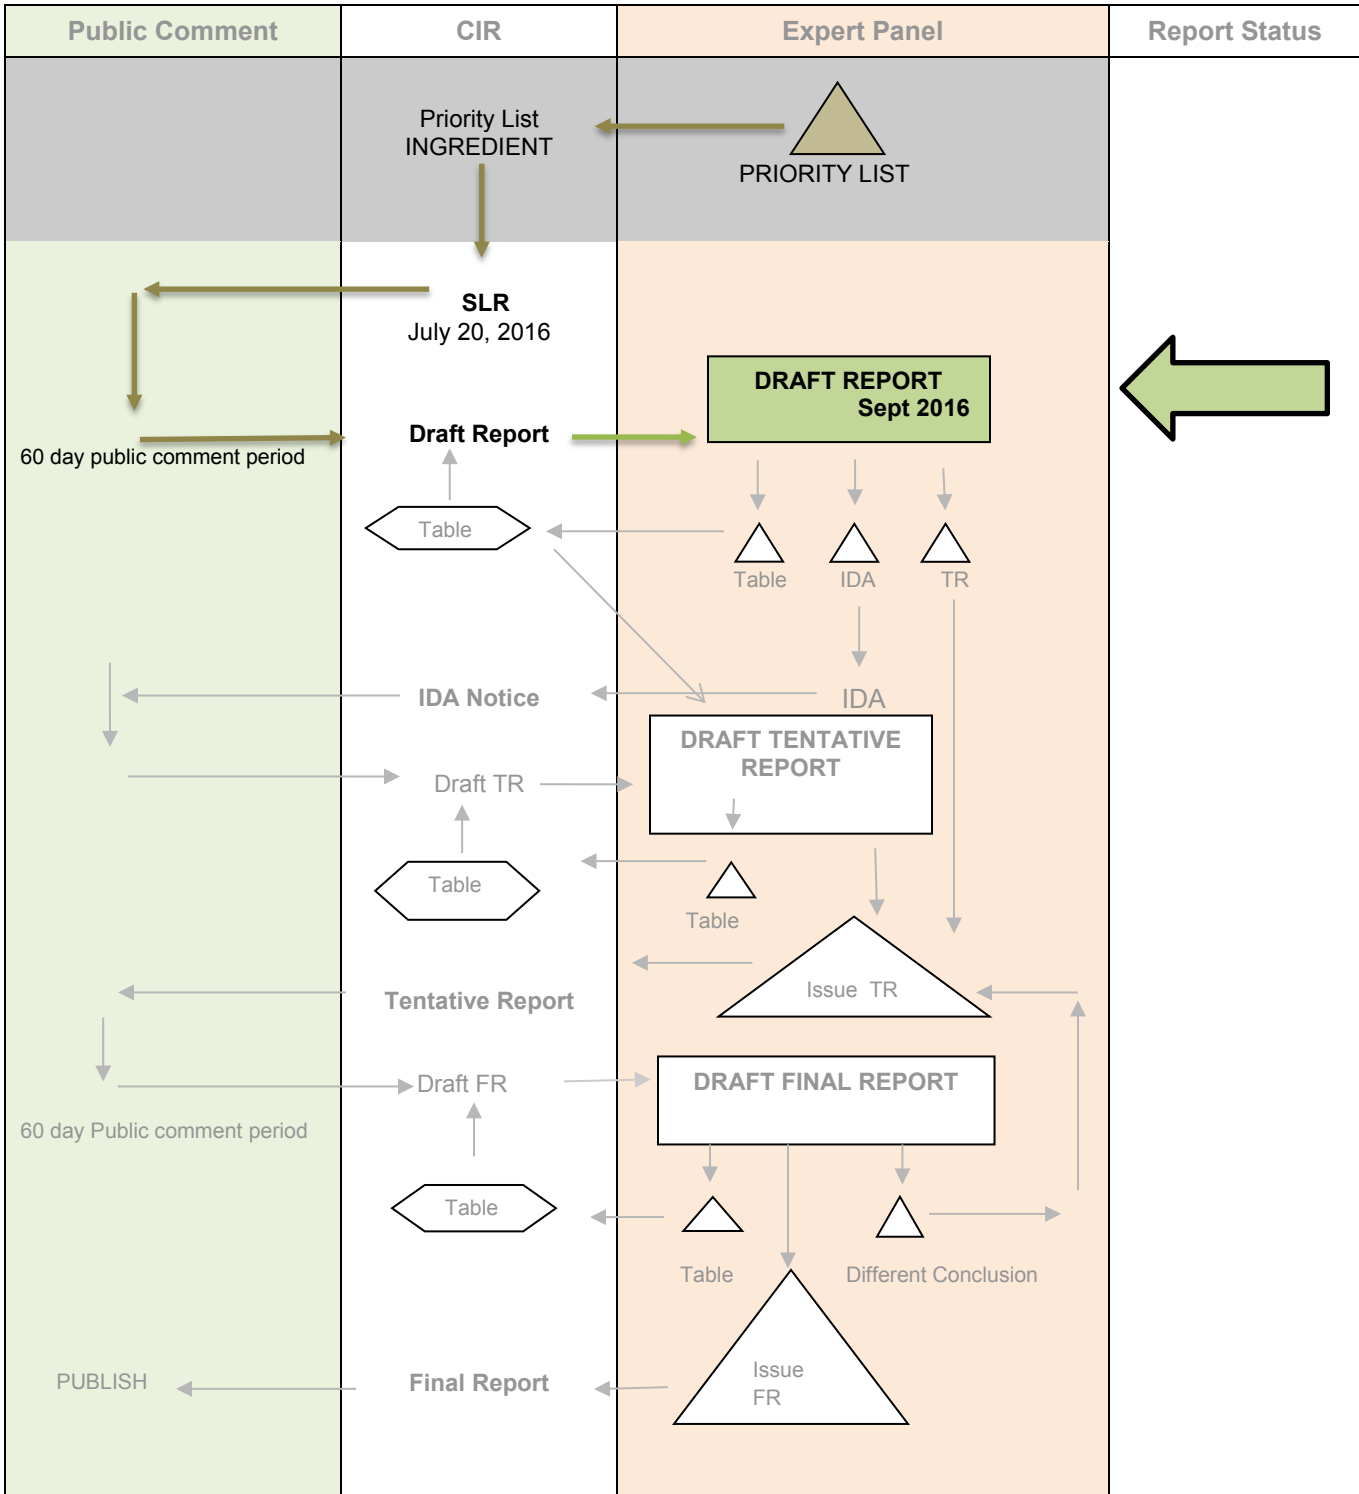 Public Comment
CIR
Expert Panel
Report Status
Priority List
INGREDIENT
PRIORITY LIST
SLR
July 20, 2016
DRAFT REPORT
Sept 2016
60 day public comment period
Draft Report
Table
Table
IDA
TR
IDA Notice
IDA
DRAFT TENTATIVE
REPORT
Draft TR
Table
Table
Issue TR
Tentative Report
Draft FR
DRAFT FINAL REPORT
60 day Public comment period
Table
Table
Different Conclusion
PUBLISH
Final Report
Issue
FR